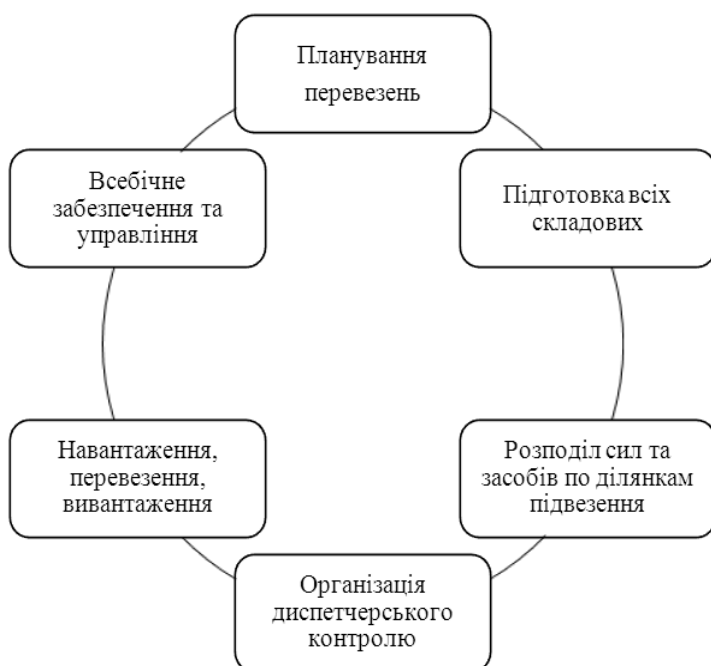 Планування
перевезень
Всебічне
забезпечення та
управління
Підготовка всіх
складових
Навантаження,
перевезення,
вивантаження
Розподіл сил та
засобів по ділянкам
підвезення
Організація
диспетчерського
контролю